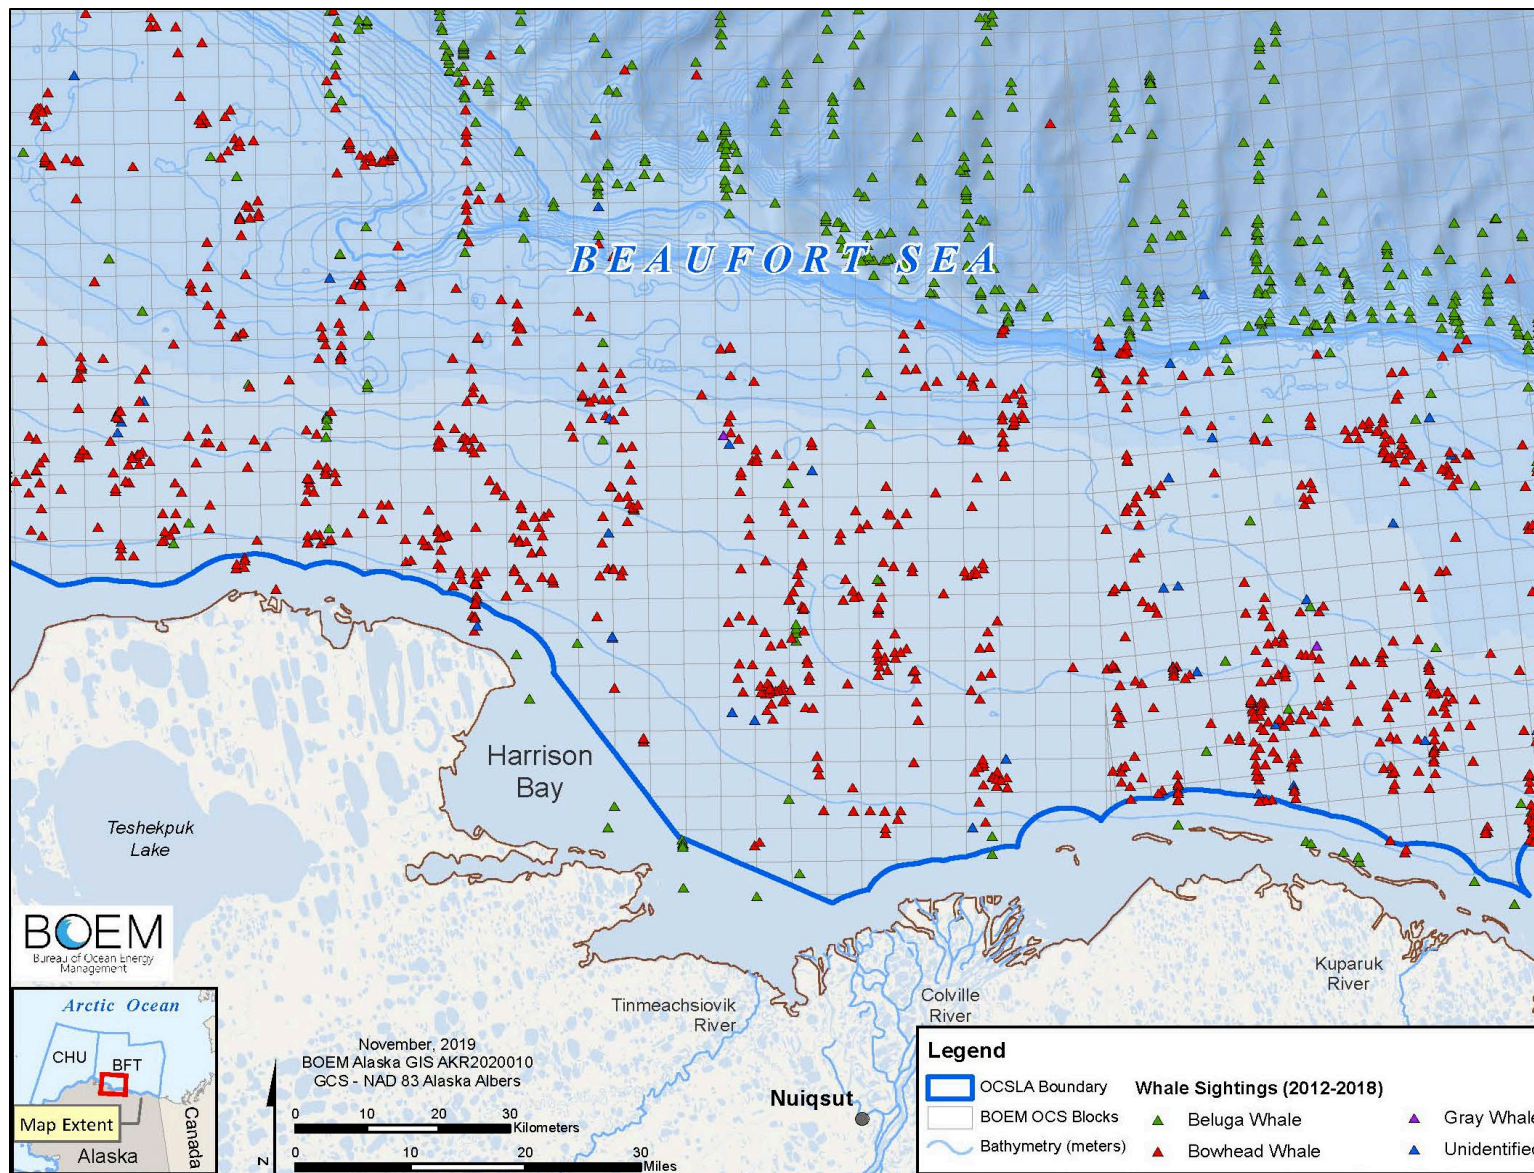 BEAUFORT SEA
Harrison
Bay
Teshekpuk
Lake
BOEM
Bureau of Ocean Energy
Management
Arctic Ocean
CHU
BFT
Canada
Map Extent
Alaska
Tinmeachsiovik
River
Colville
River
Kuparuk
River
Nuiqsut
November, 2019
BOEM Alaska GIS AKR2020010
GCS - NAD 83 Alaska Albers
0 10 20 30
Kilometers
0 10 20 30
Miles
N
Legend
OCSLA Boundary
BOEM OCS Blocks
Bathymetry (meters)
Whale Sightings (2012-2018)
Beluga Whale
Bowhead Whale
Gray Whale
Unidentified